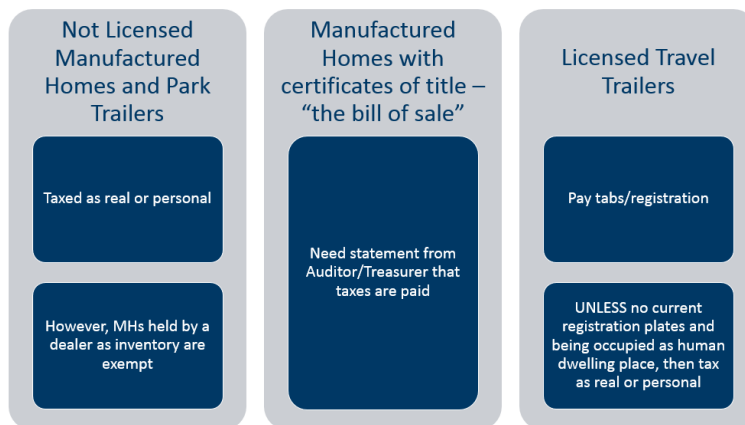 Not Licensed
Manufactured
Homes and Park
Trailers
Taxed as real or personal
However, MHs held by a
dealer as inventory are
exempt
Manufactured
Homes with
certificates of title –
“the bill of sale”
Need statement from
Auditor/Treasurer that
taxes are paid
Licensed Travel
Trailers
Pay tabs/registration
UNLESS no current
registration plates and
being occupied as human
dwelling place, then tax
as real or personal